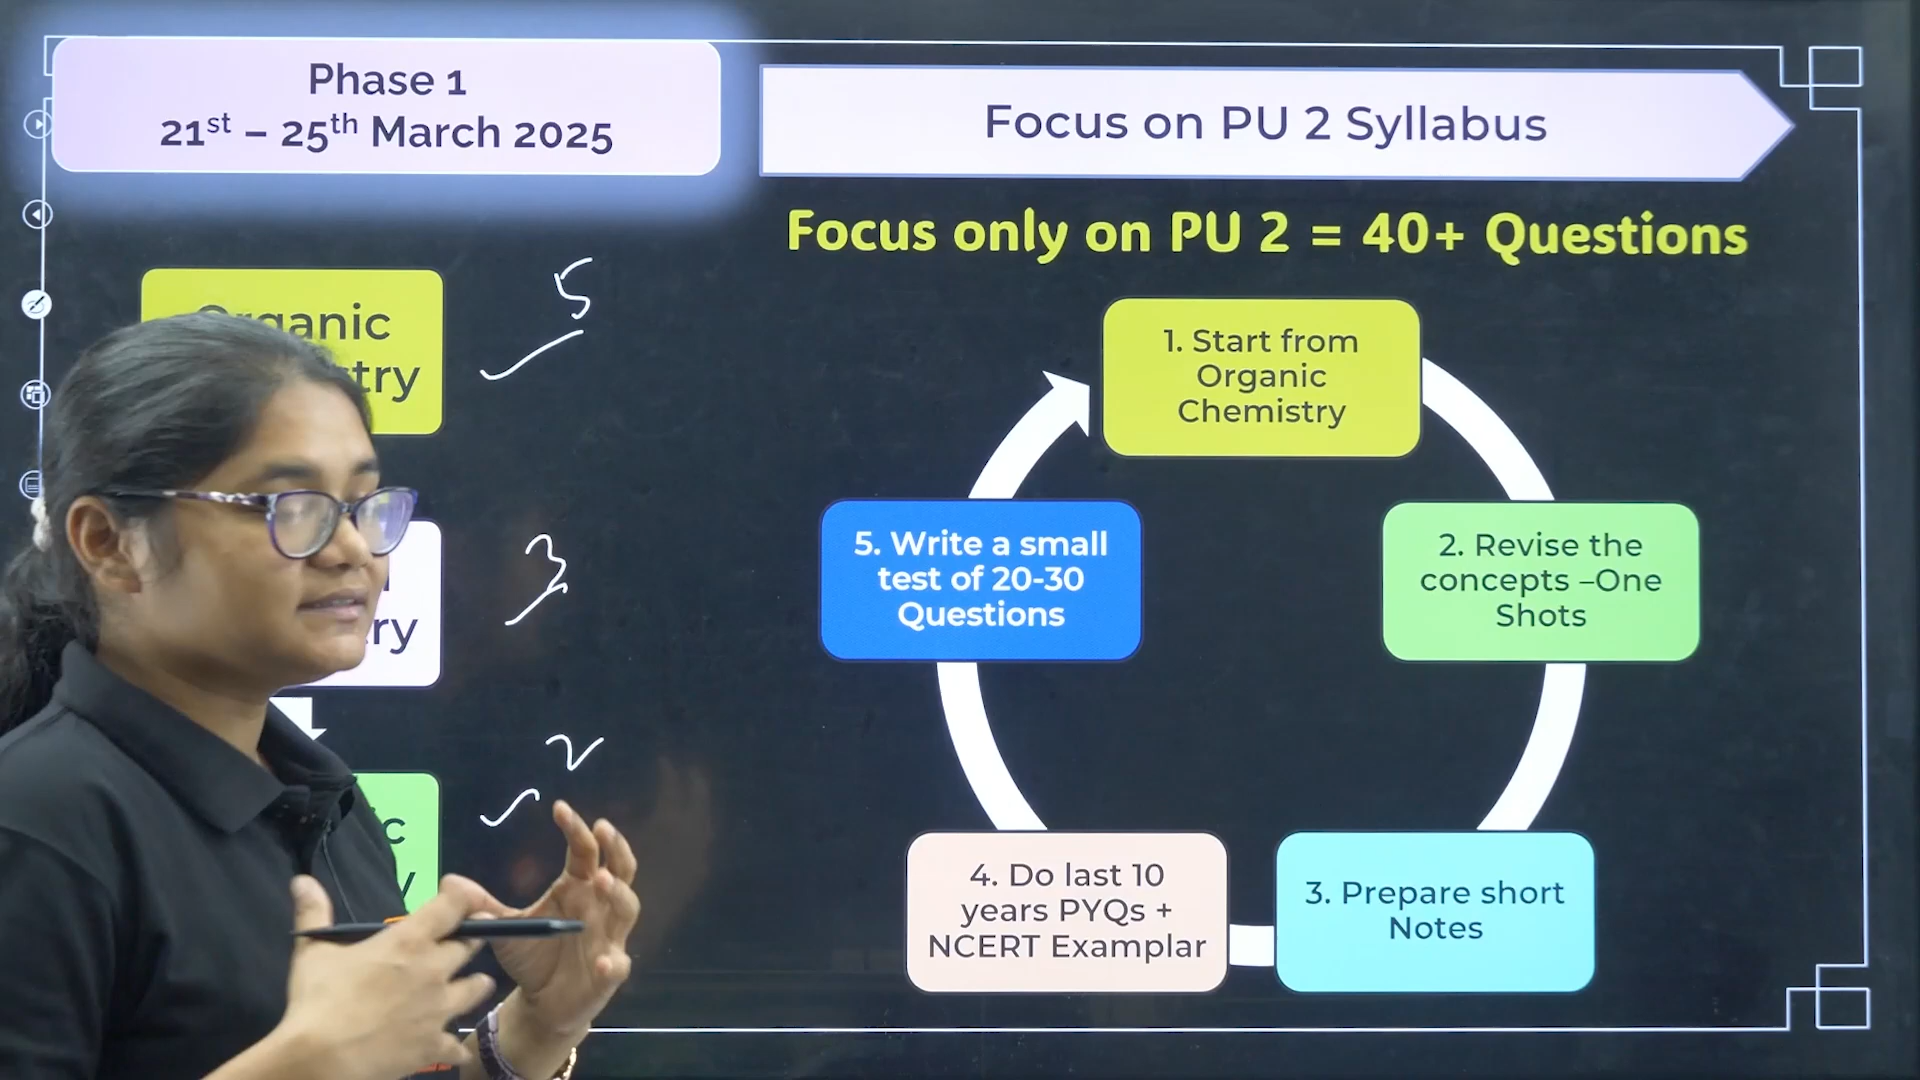 Phase 1
21st – 25th March 2025
Focus on PU 2 Syllabus
Focus only on PU 2 = 40+ Questions
Organic
5
3
2
1. Start from
Organic
Chemistry
2. Revise the
concepts –One
Shots
3. Prepare short
Notes
4. Do last 10
years PYQs +
NCERT Examplar
5. Write a small
test of 20-30
Questions